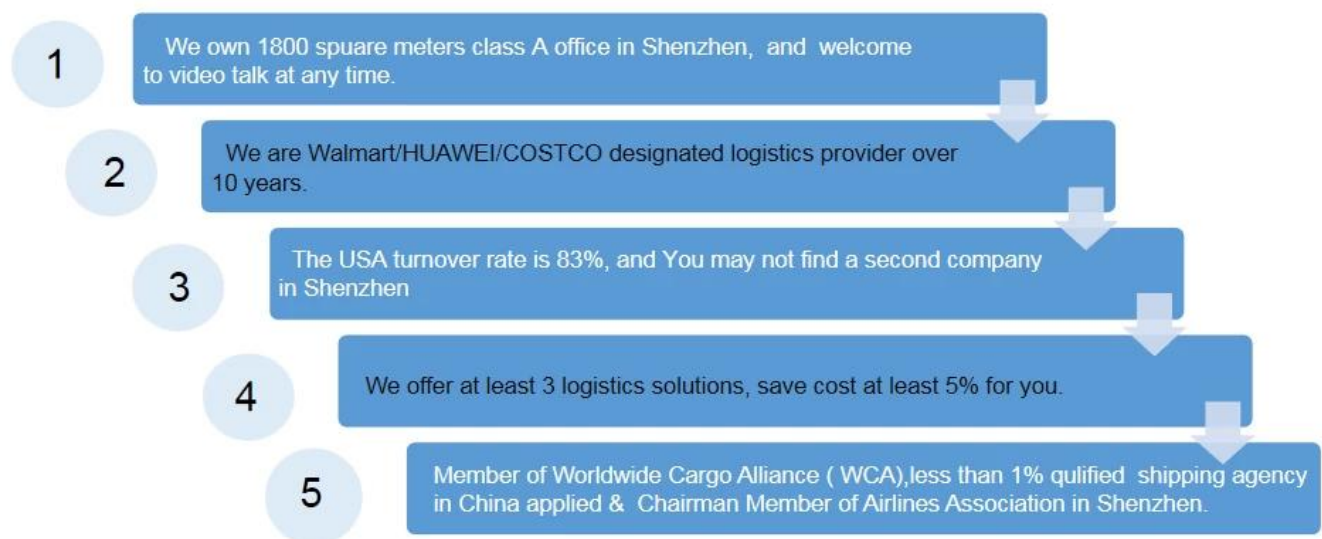 1
We own 1800 spuare meters class A office in Shenzhen, and welcome
to video talk at any time.
2
We are Walmart/HUAWEI/COSTCO designated logistics provider over
10 years.
3
The USA turnover rate is 83%, and You may not find a second company
in Shenzhen
4
We offer at least 3 logistics solutions, save cost at least 5% for you.
5
Member of Worldwide Cargo Alliance ( WCA),less than 1% qulified shipping agency
in China applied & Chairman Member of Airlines Association in Shenzhen.